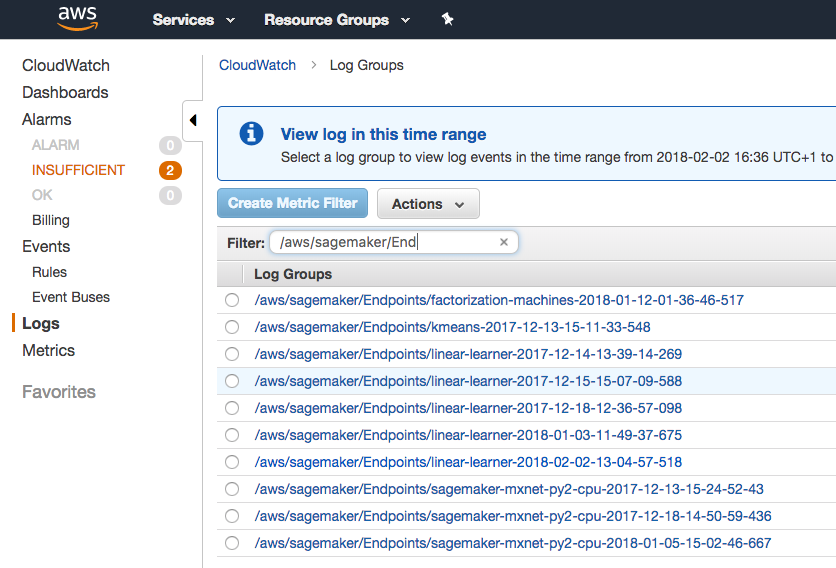 aws
Services
Resource Groups
CloudWatch
Dashboards
Alarms
ALARM 0
INSUFFICIENT 2
OK 0
Billing
Events
Rules
Event Buses
Logs
Metrics
Favorites
CloudWatch > Log Groups
View log in this time range
Select a log group to view log events in the time range from 2018-02-02 16:36 UTC+1 to
Create Metric Filter
Actions
Filter: /aws/sagemaker/End ×
Log Groups
/aws/sagemaker/Endpoints/factorization-machines-2018-01-12-01-36-46-517
/aws/sagemaker/Endpoints/kmeans-2017-12-13-15-11-33-548
/aws/sagemaker/Endpoints/linear-learner-2017-12-14-13-39-14-269
/aws/sagemaker/Endpoints/linear-learner-2017-12-15-15-07-09-588
/aws/sagemaker/Endpoints/linear-learner-2017-12-18-12-36-57-098
/aws/sagemaker/Endpoints/linear-learner-2018-01-03-11-49-37-675
/aws/sagemaker/Endpoints/linear-learner-2018-02-02-13-04-57-518
/aws/sagemaker/Endpoints/sagemaker-mxnet-py2-cpu-2017-12-13-15-24-52-43
/aws/sagemaker/Endpoints/sagemaker-mxnet-py2-cpu-2017-12-18-14-50-59-436
/aws/sagemaker/Endpoints/sagemaker-mxnet-py2-cpu-2018-01-05-15-02-46-667